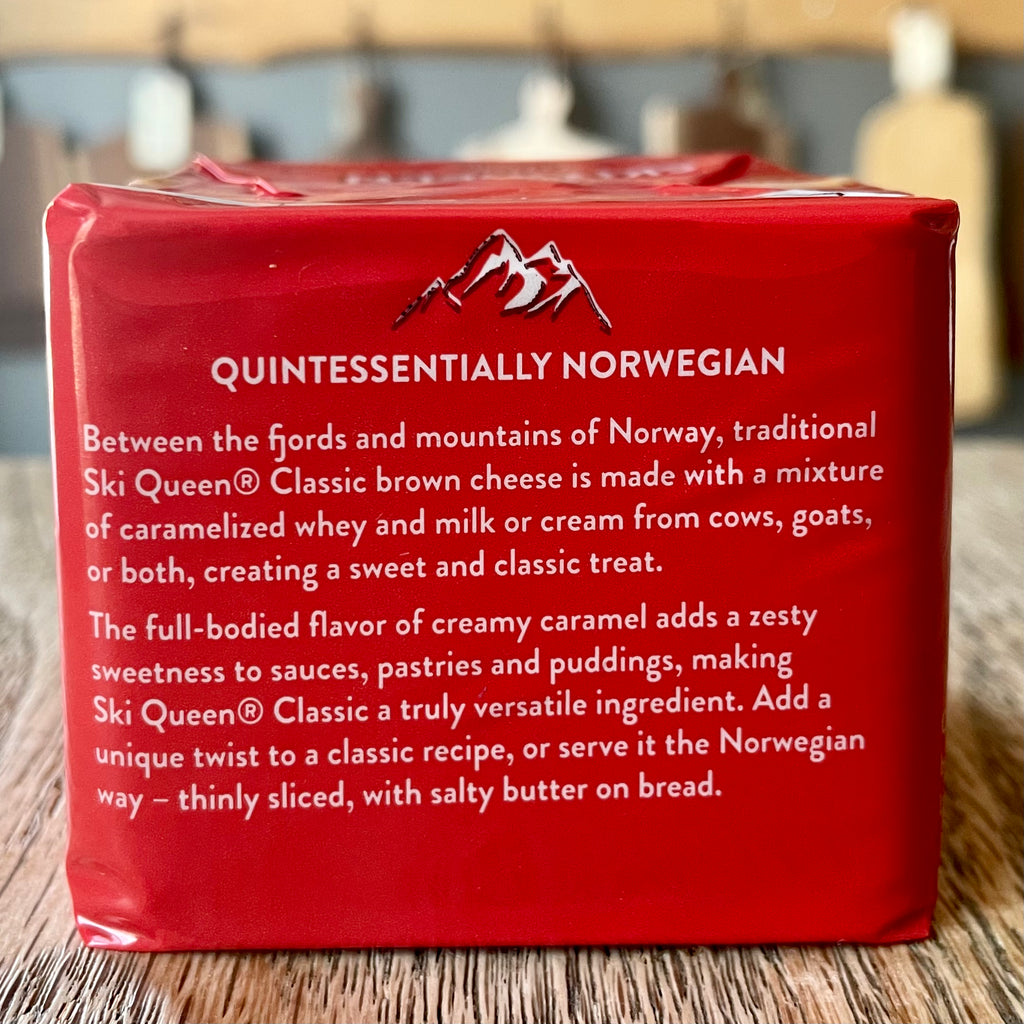 QUINTESSENTIALLY NORWEGIAN
Between the fjords and mountains of Norway, traditional
Ski Queen® Classic brown cheese is made with a mixture
of caramelized whey and milk or cream from cows, goats,
or both, creating a sweet and classic treat.
The full-bodied flavor of creamy caramel adds a zesty
sweetness to sauces, pastries and puddings, making
Ski Queen® Classic a truly versatile ingredient. Add a
unique twist to a classic recipe, or serve it the Norwegian
way – thinly sliced, with salty butter on bread.